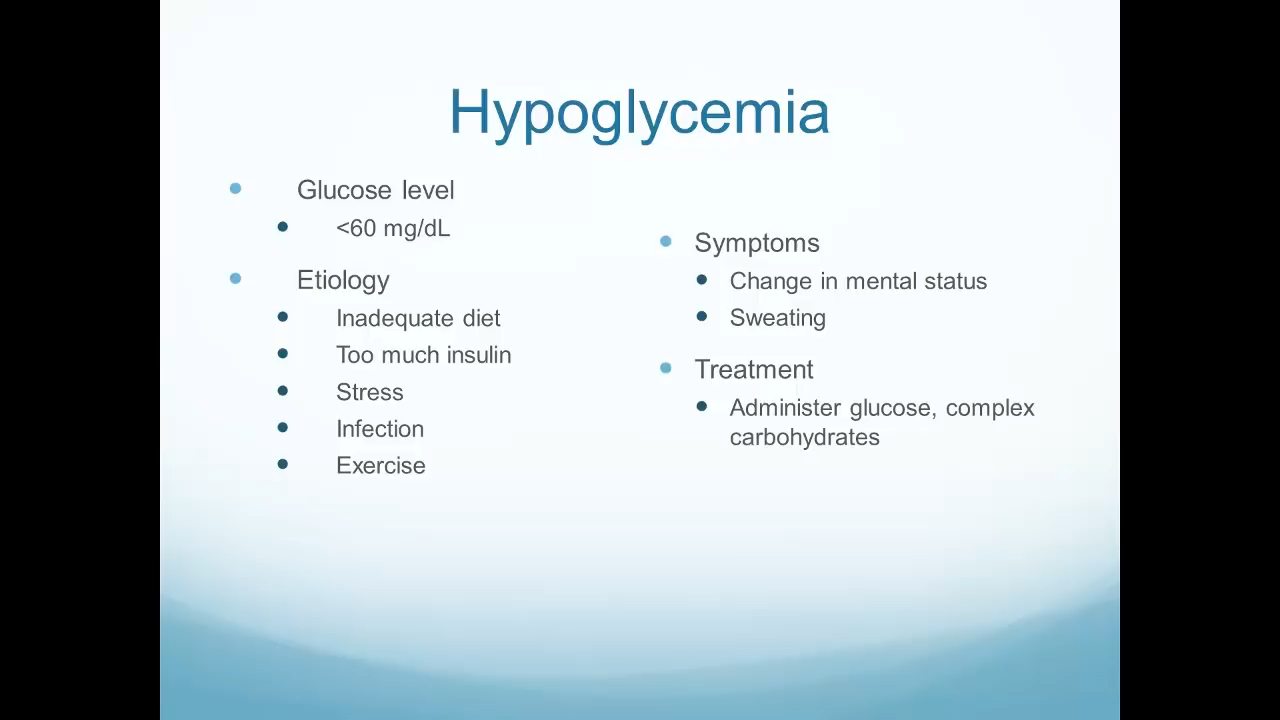 Hypoglycemia
Glucose level
<60 mg/dL
Etiology
Inadequate diet
Too much insulin
Stress
Infection
Exercise
Symptoms
Change in mental status
Sweating
Treatment
Administer glucose, complex
carbohydrates